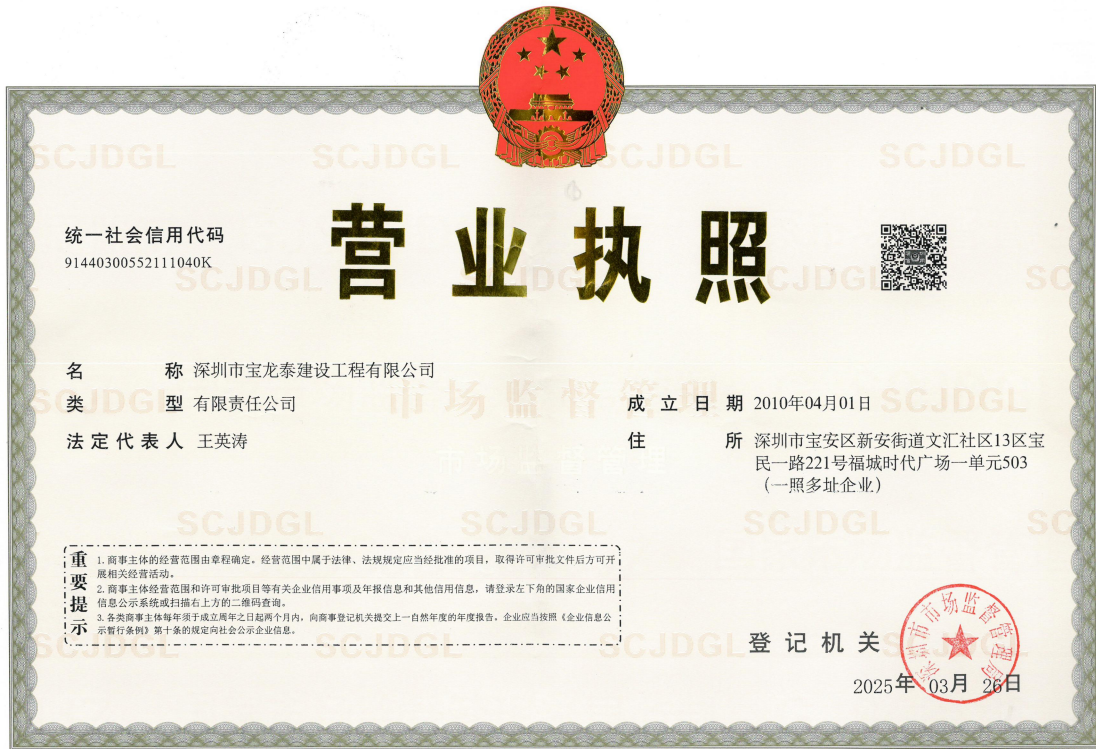 营业执照
统一社会信用代码
91440300552111040K
名称 深圳市宝龙泰建设工程有限公司
类型 有限责任公司
法定代表人 王英涛
成立日期 2010年04月01日
住所 深圳市宝安区新安街道文汇社区13区宝
民一路221号福城时代广场一单元503
（一照多址企业）
重要提示
1.商事主体的经营范围由章程确定。经营范围中属于法律、法规规定应当经批准的项目，取得许可审批文件后方可开
展相关经营活动。
2.商事主体经营范围和许可审批项目等有关企业信用事项及年报信息和其他信用信息，请登录左下角的国家企业信用
信息公示系统或扫描右上方的二维码查询。
3.各类商事主体每年须于成立周年之日起两个月内，向商事登记机关提交上一自然年度的年度报告。企业应当按照《企业信息公
示暂行条例》第十条的规定向社会公示企业信息。
登记机关
深圳市市场监督管理局
2025年03月26日
SCJDGL
市场监督管理